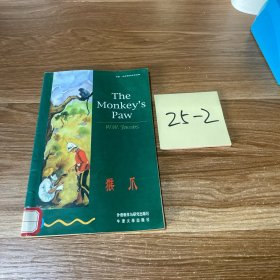 The
Monkey's
Paw
W.W. Jacobs
猴爪
外语教学与研究出版社
牛津大学出版社
25-2